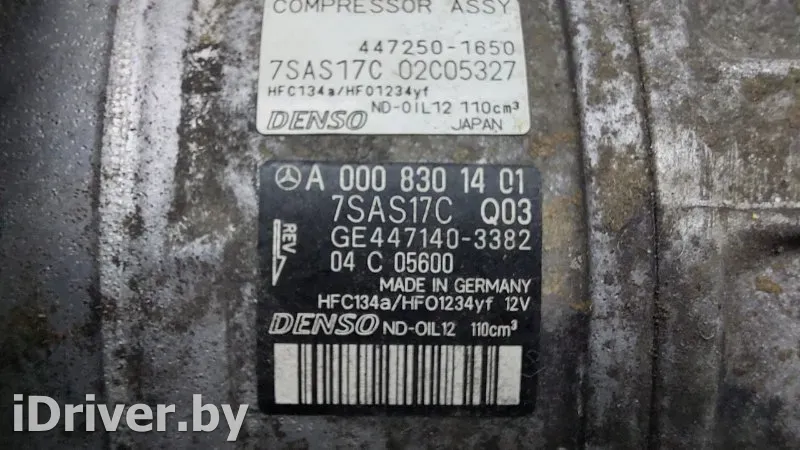 COMPRESSOR ASSY
447250-1650
7SAS17C 02C05327
HFC134a/HFO1234yf
ND-OIL12 110cm³
DENSO JAPAN
A 000 830 14 01
7SAS17C Q03
REV
GE447140-3382
04 C 05600
MADE IN GERMANY
HFC134a/HFO1234yf 12V
DENSO ND-OIL12 110cm³
iDriver.by